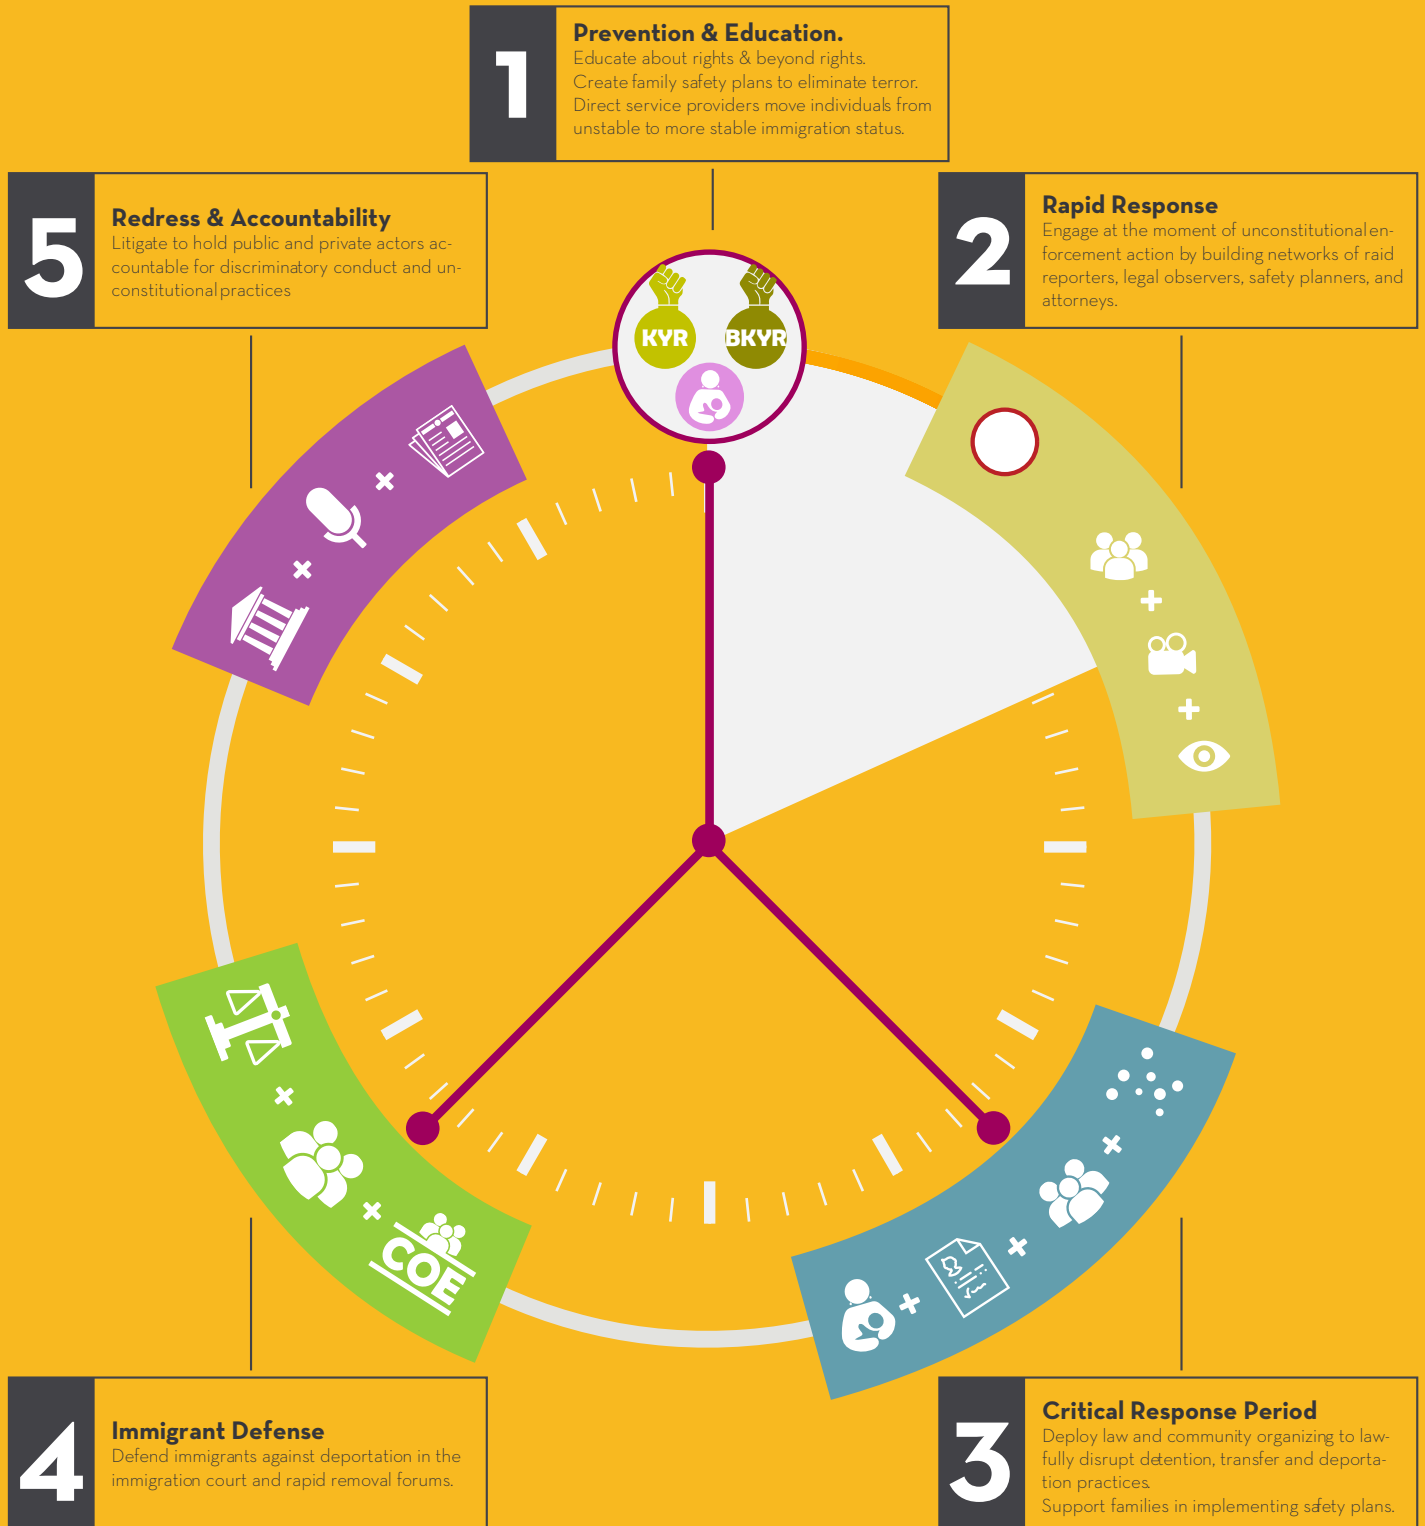 1
Prevention & Education.
Educate about rights & beyond rights.
Create family safety plans to eliminate terror.
Direct service providers move individuals from
unstable to more stable immigration status.
2
Rapid Response
Engage at the moment of unconstitutional en-
forcement action by building networks of raid
reporters, legal observers, safety planners, and
attorneys.
3
Critical Response Period
Deploy law and community organizing to law-
fully disrupt detention, transfer and deporta-
tion practices.
Support families in implementing safety plans.
4
Immigrant Defense
Defend immigrants against deportation in the
immigration court and rapid removal forums.
5
Redress & Accountability
Litigate to hold public and private actors ac-
countable for discriminatory conduct and un-
constitutional practices
KYR
BKYR
COE